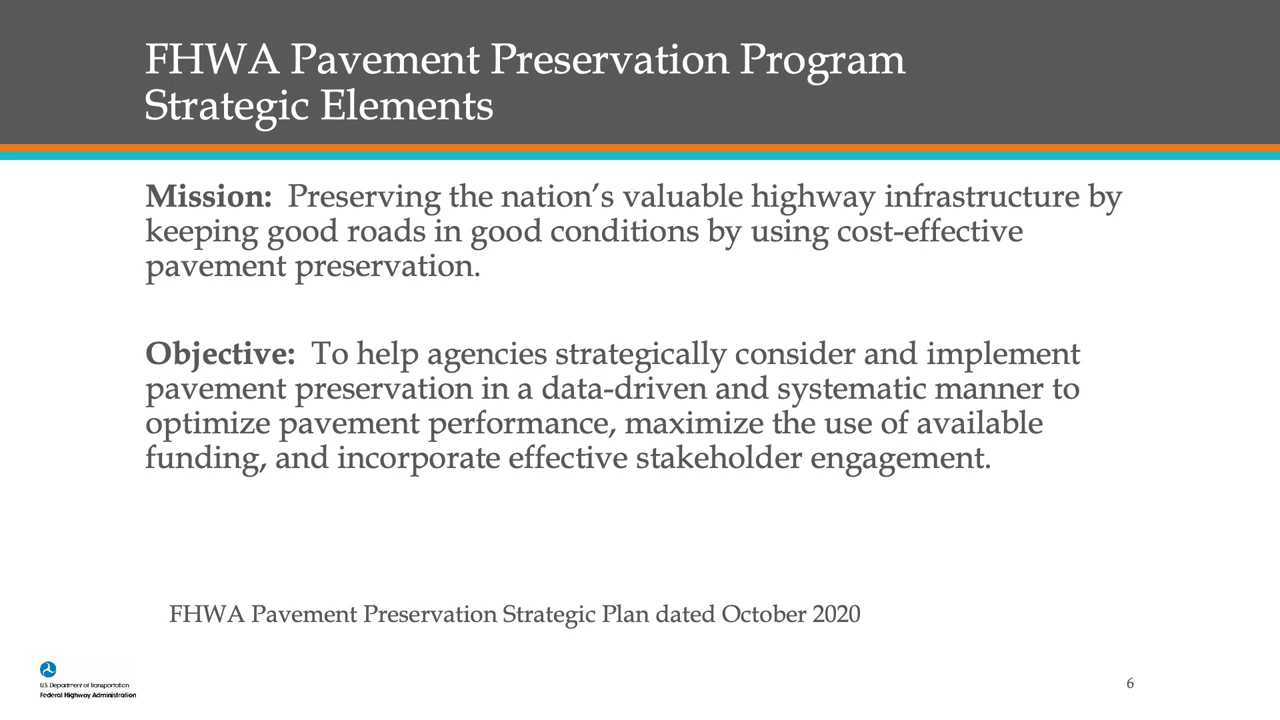 FHWA Pavement Preservation Program
Strategic Elements
Mission: Preserving the nation’s valuable highway infrastructure by
keeping good roads in good conditions by using cost-effective
pavement preservation.
Objective: To help agencies strategically consider and implement
pavement preservation in a data-driven and systematic manner to
optimize pavement performance, maximize the use of available
funding, and incorporate effective stakeholder engagement.
FHWA Pavement Preservation Strategic Plan dated October 2020
U.S. Department of Transportation
Federal Highway Administration
6